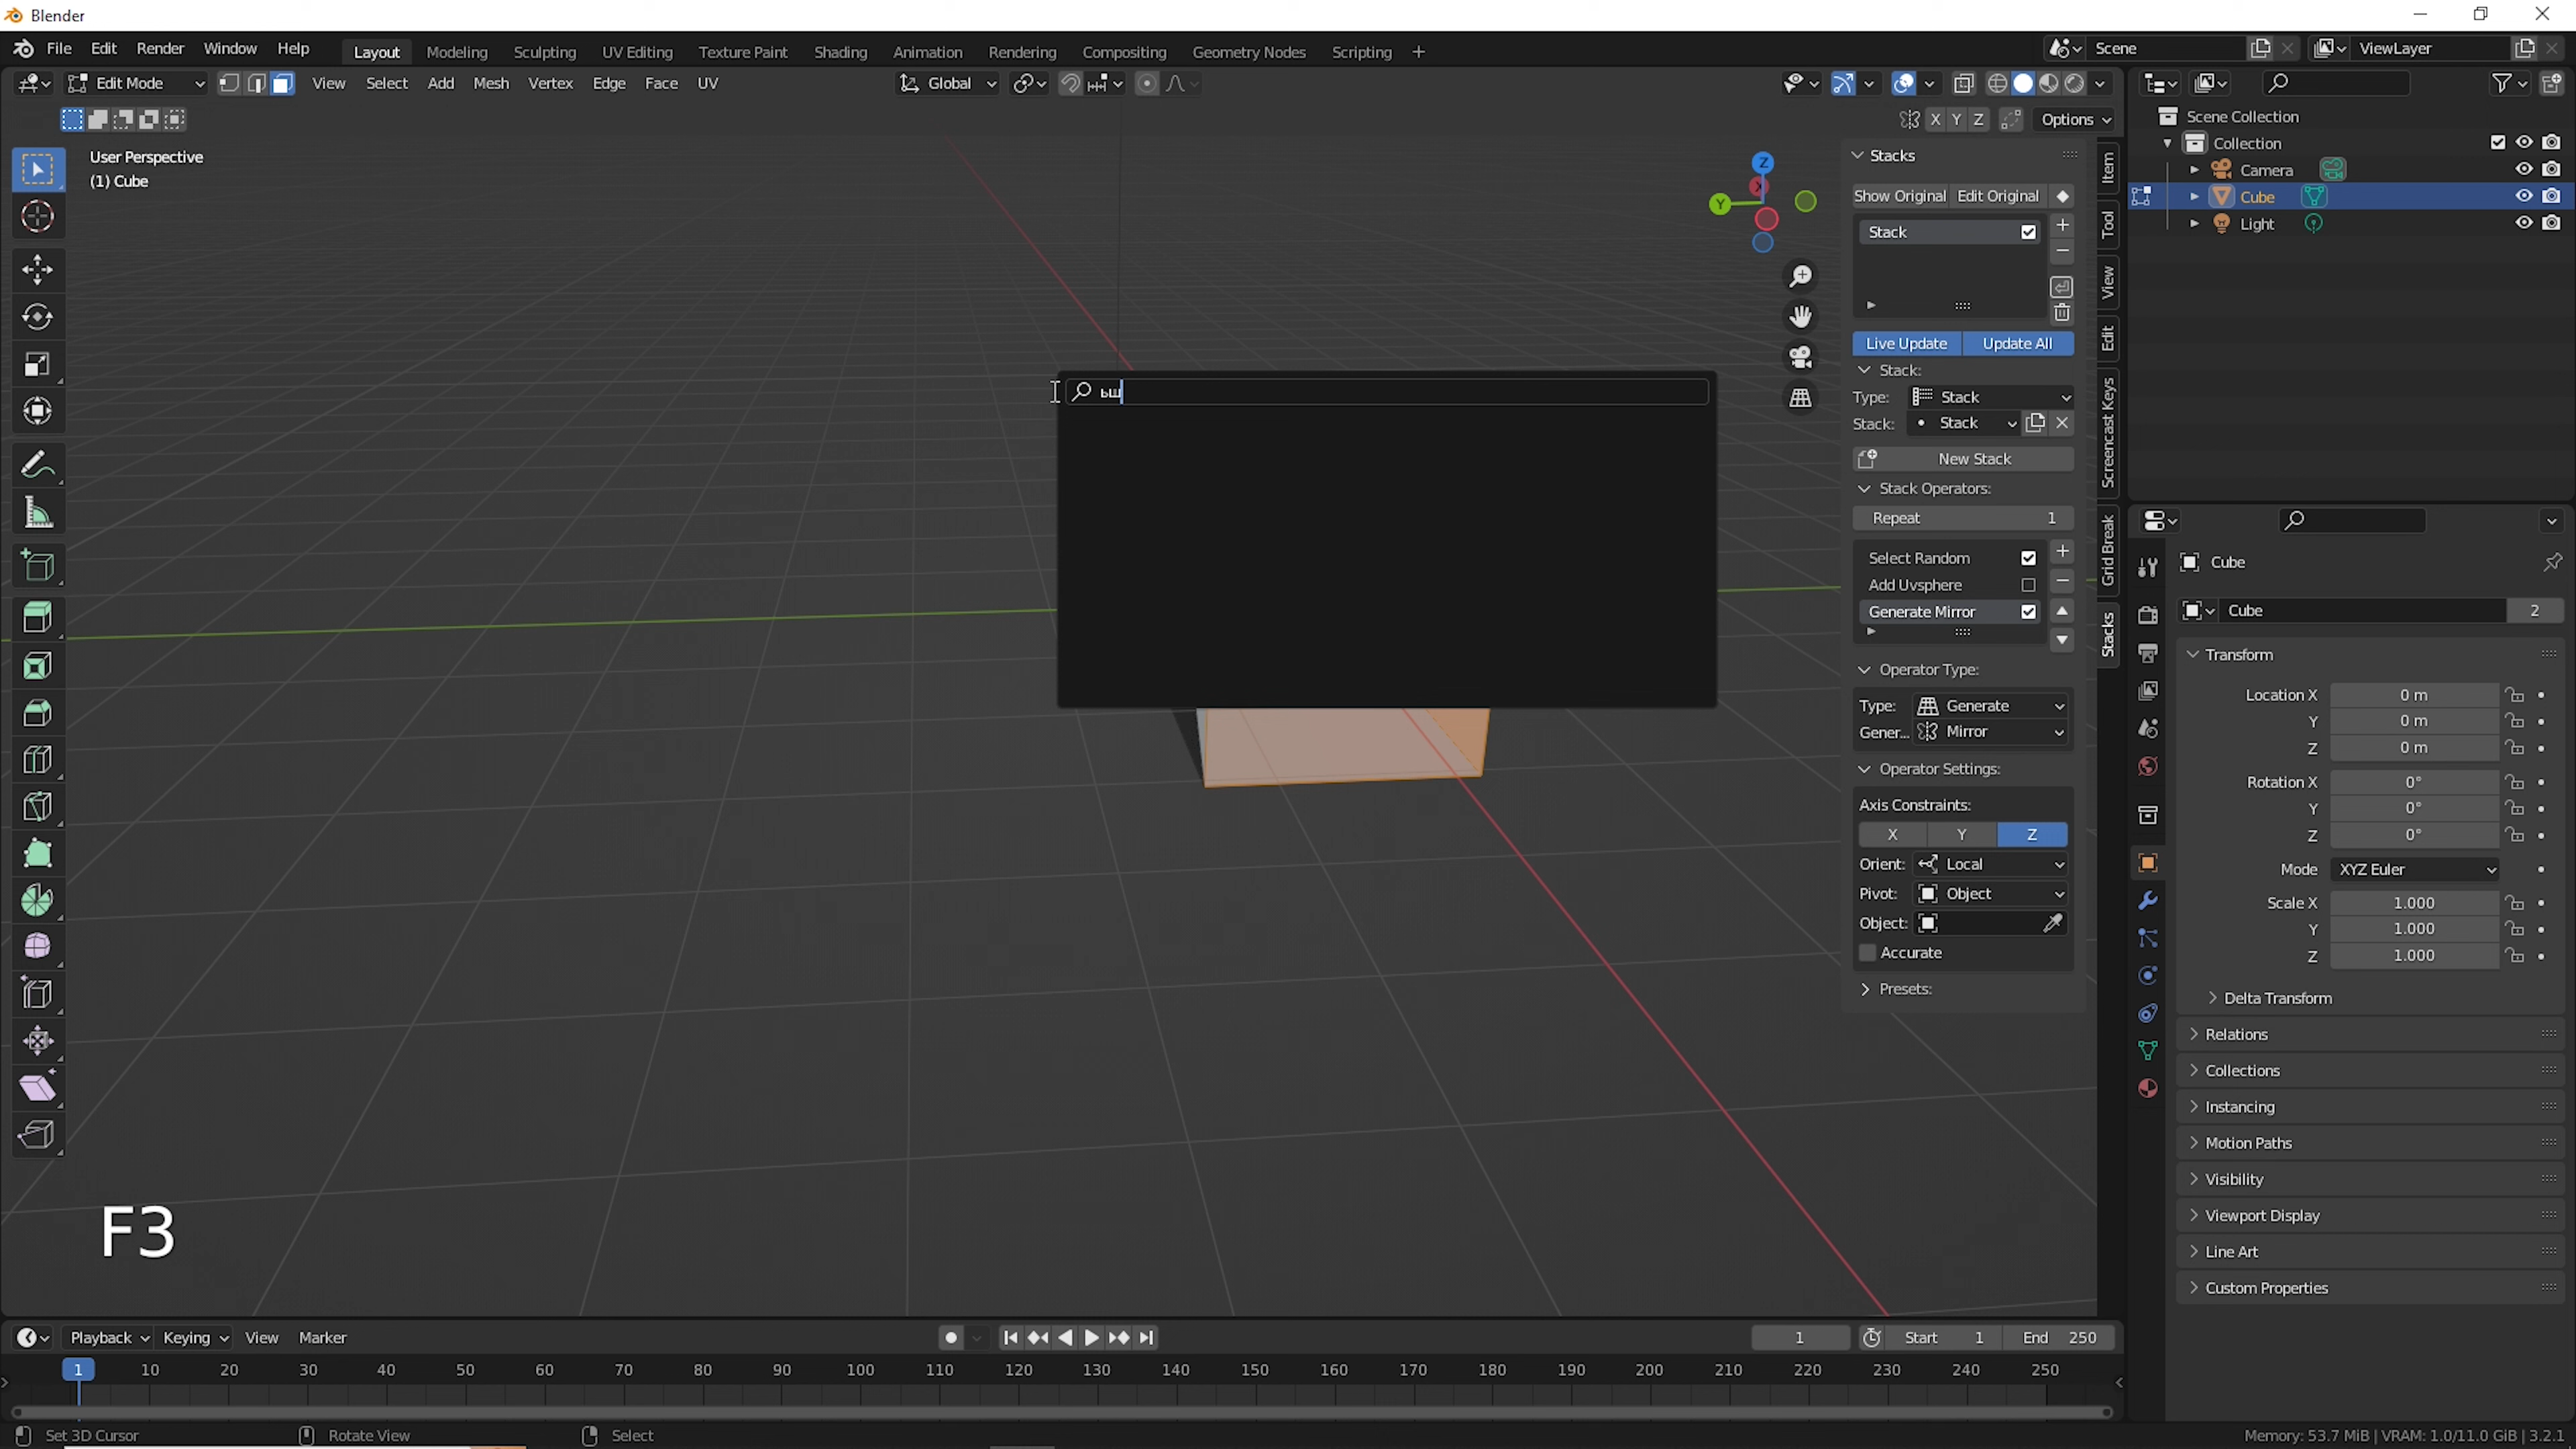 Blender
File Edit Render Window Help Layout Modeling Sculpting UV Editing Texture Paint Shading Animation Rendering Compositing Geometry Nodes Scripting + Scene ViewLayer
Edit Mode View Select Add Mesh Vertex Edge Face UV Global
X Y Z Options
User Perspective
(1) Cube
Z
X
Y
ьш
F3
Stacks
Show Original Edit Original
Stack
Live Update Update All
Stack:
Type: Stack
Stack: Stack
New Stack
Stack Operators:
Repeat 1
Select Random
Add Uvsphere
Generate Mirror
Operator Type:
Type: Generate
Gener... Mirror
Operator Settings:
Axis Constraints:
X Y Z
Orient: Local
Pivot: Object
Object:
Accurate
Presets:
Item
Tool
View
Edit
Screencast Keys
Grid Break
Stacks
Scene Collection
Collection
Camera
Cube
Light
Cube
Cube 2
Transform
Location X 0 m
Y 0 m
Z 0 m
Rotation X 0°
Y 0°
Z 0°
Mode XYZ Euler
Scale X 1.000
Y 1.000
Z 1.000
Delta Transform
Relations
Collections
Instancing
Motion Paths
Visibility
Viewport Display
Line Art
Custom Properties
Playback Keying View Marker 1 Start 1 End 250
1 10 20 30 40 50 60 70 80 90 100 110 120 130 140 150 160 170 180 190 200 210 220 230 240 250
Set 3D Cursor Rotate View Select Memory: 53.7 MiB | VRAM: 1.0/11.0 GiB | 3.2.1